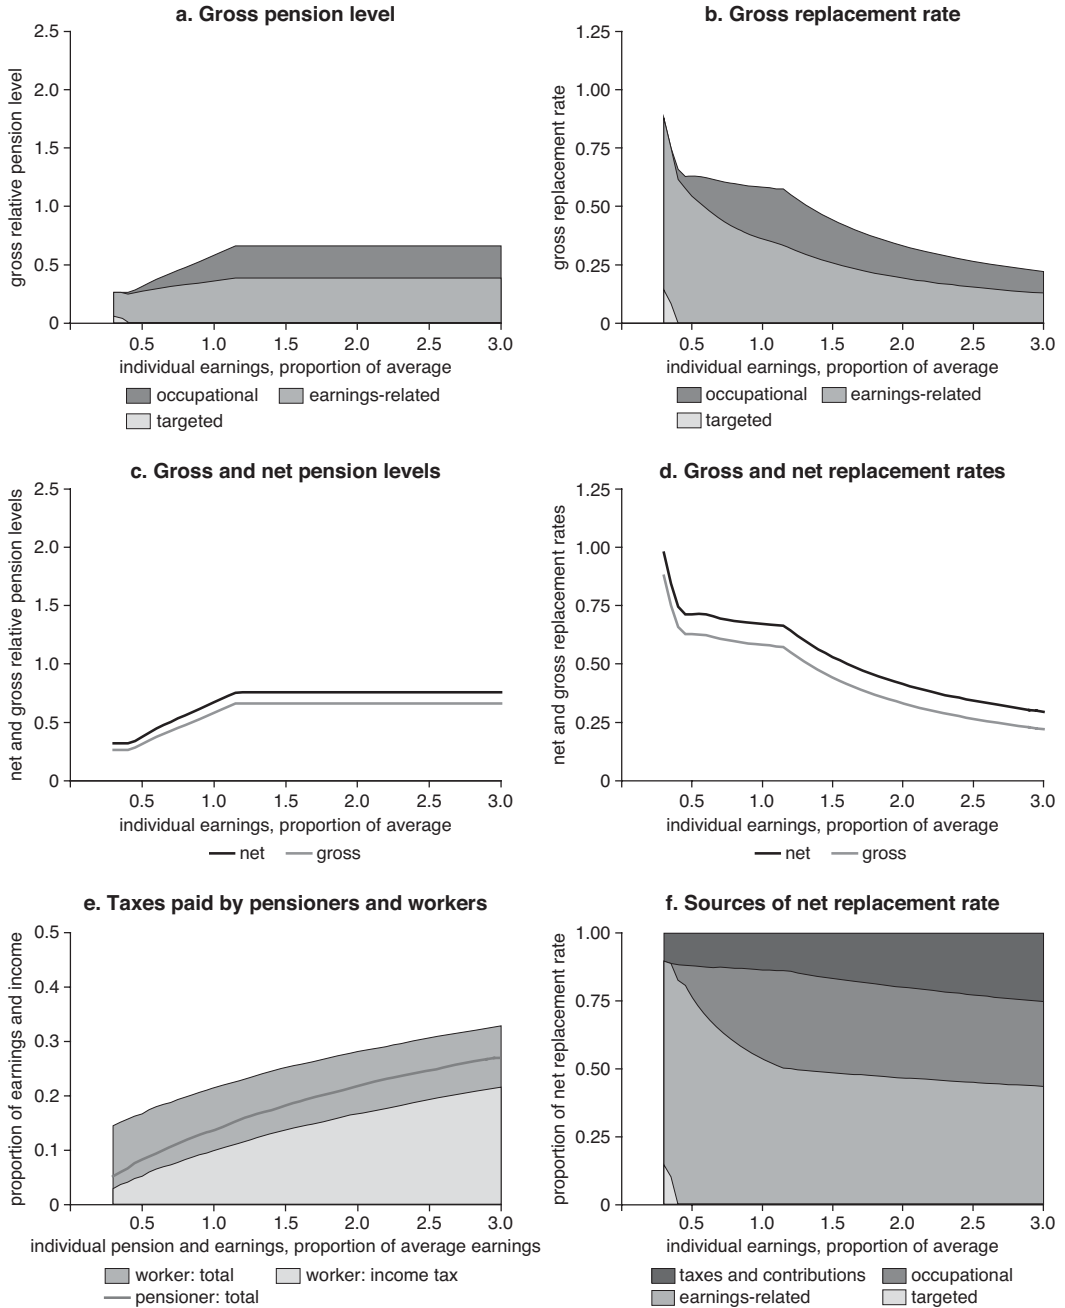 a. Gross pension level
gross relative pension level
2.5
2.0
1.5
1.0
0.5
0
0.5 1.0 1.5 2.0 2.5 3.0
individual earnings, proportion of average
occupational earnings-related
targeted
b. Gross replacement rate
gross replacement rate
1.25
1.00
0.75
0.50
0.25
0
0.5 1.0 1.5 2.0 2.5 3.0
individual earnings, proportion of average
occupational earnings-related
targeted
c. Gross and net pension levels
net and gross relative pension levels
2.5
2.0
1.5
1.0
0.5
0
0.5 1.0 1.5 2.0 2.5 3.0
individual earnings, proportion of average
net gross
d. Gross and net replacement rates
net and gross replacement rates
1.25
1.00
0.75
0.50
0.25
0
0.5 1.0 1.5 2.0 2.5 3.0
individual earnings, proportion of average
net gross
e. Taxes paid by pensioners and workers
proportion of earnings and income
0.5
0.4
0.3
0.2
0.1
0
0.5 1.0 1.5 2.0 2.5 3.0
individual pension and earnings, proportion of average earnings
worker: total worker: income tax
pensioner: total
f. Sources of net replacement rate
proportion of net replacement rate
1.00
0.75
0.50
0.25
0
0.5 1.0 1.5 2.0 2.5 3.0
individual earnings, proportion of average
taxes and contributions occupational
earnings-related targeted